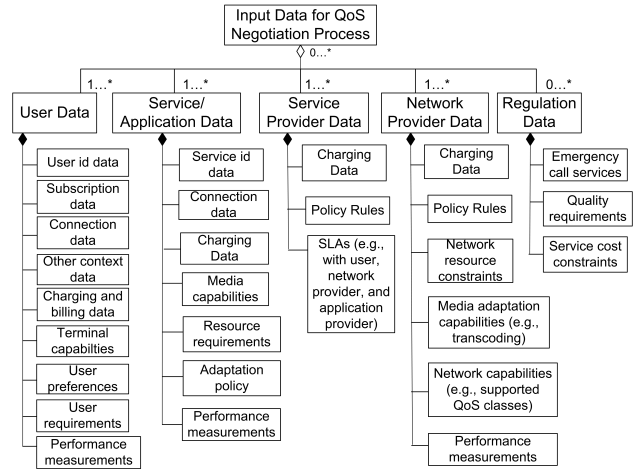 Input Data for QoS
Negotiation Process
0…*
1…*
1…*
1…*
1…*
0…*
User Data
Service/
Application Data
Service
Provider Data
Network
Provider Data
Regulation
Data
User id data
Subscription
data
Connection
data
Other context
data
Charging and
billing data
Terminal
capabilties
User
preferences
User
requirements
Performance
measurements
Service id
data
Connection
data
Charging
Data
Media
capabilities
Resource
requirements
Adaptation
policy
Performance
measurements
Charging
Data
Policy Rules
SLAs (e.g.,
with user,
network
provider, and
application
provider)
Charging
Data
Policy Rules
Network
resource
constraints
Media adaptation
capabilities (e.g.,
transcoding)
Network capabilities
(e.g., supported
QoS classes)
Performance
measurements
Emergency
call services
Quality
requirements
Service cost
constraints